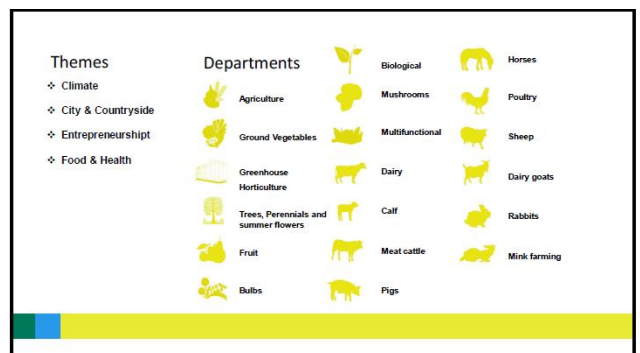 Themes
❖ Climate
❖ City & Countryside
❖ Entrepreneurshipt
❖ Food & Health
Departments
Agriculture
Ground Vegetables
Greenhouse
Horticulture
Trees, Perennials and
summer flowers
Fruit
Bulbs
Biological
Mushrooms
Multifunctional
Dairy
Calf
Meat cattle
Pigs
Horses
Poultry
Sheep
Dairy goats
Rabbits
Mink farming